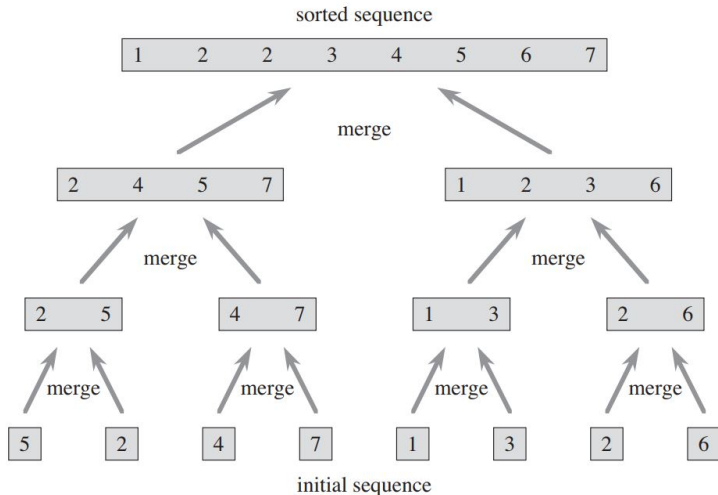 sorted sequence
1 2 2 3 4 5 6 7
merge
2 4 5 7 1 2 3 6
merge merge
2 5 4 7 1 3 2 6
merge merge merge merge
5 2 4 7 1 3 2 6
initial sequence